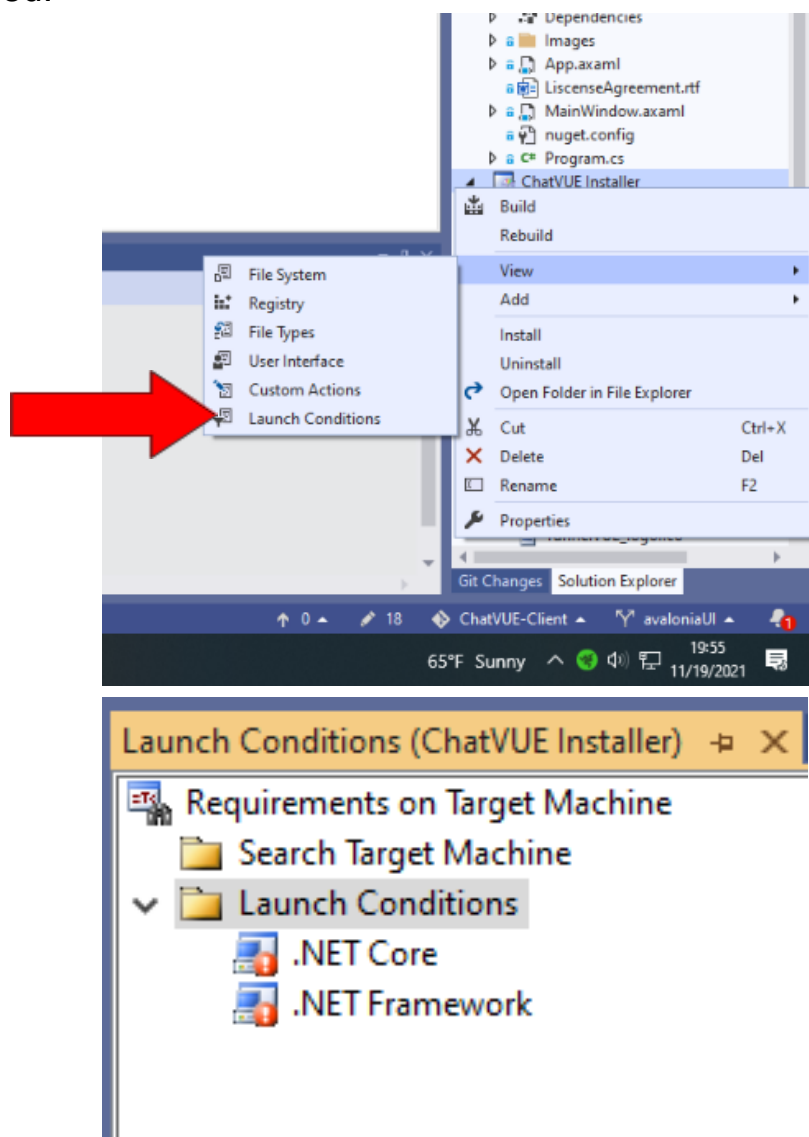 Dependencies
Images
App.axaml
LiscenseAgreement.rtf
MainWindow.axaml
nuget.config
C# Program.cs
ChatVUE Installer
Build
Rebuild
View
Add
Install
Uninstall
Open Folder in File Explorer
Cut Ctrl+X
Delete Del
Rename F2
Properties
File System
Registry
File Types
User Interface
Custom Actions
Launch Conditions
Git Changes Solution Explorer
0 18 ChatVUE-Client avaloniaUI 1
65°F Sunny 19:55
11/19/2021
Launch Conditions (ChatVUE Installer)
Requirements on Target Machine
Search Target Machine
Launch Conditions
.NET Core
.NET Framework